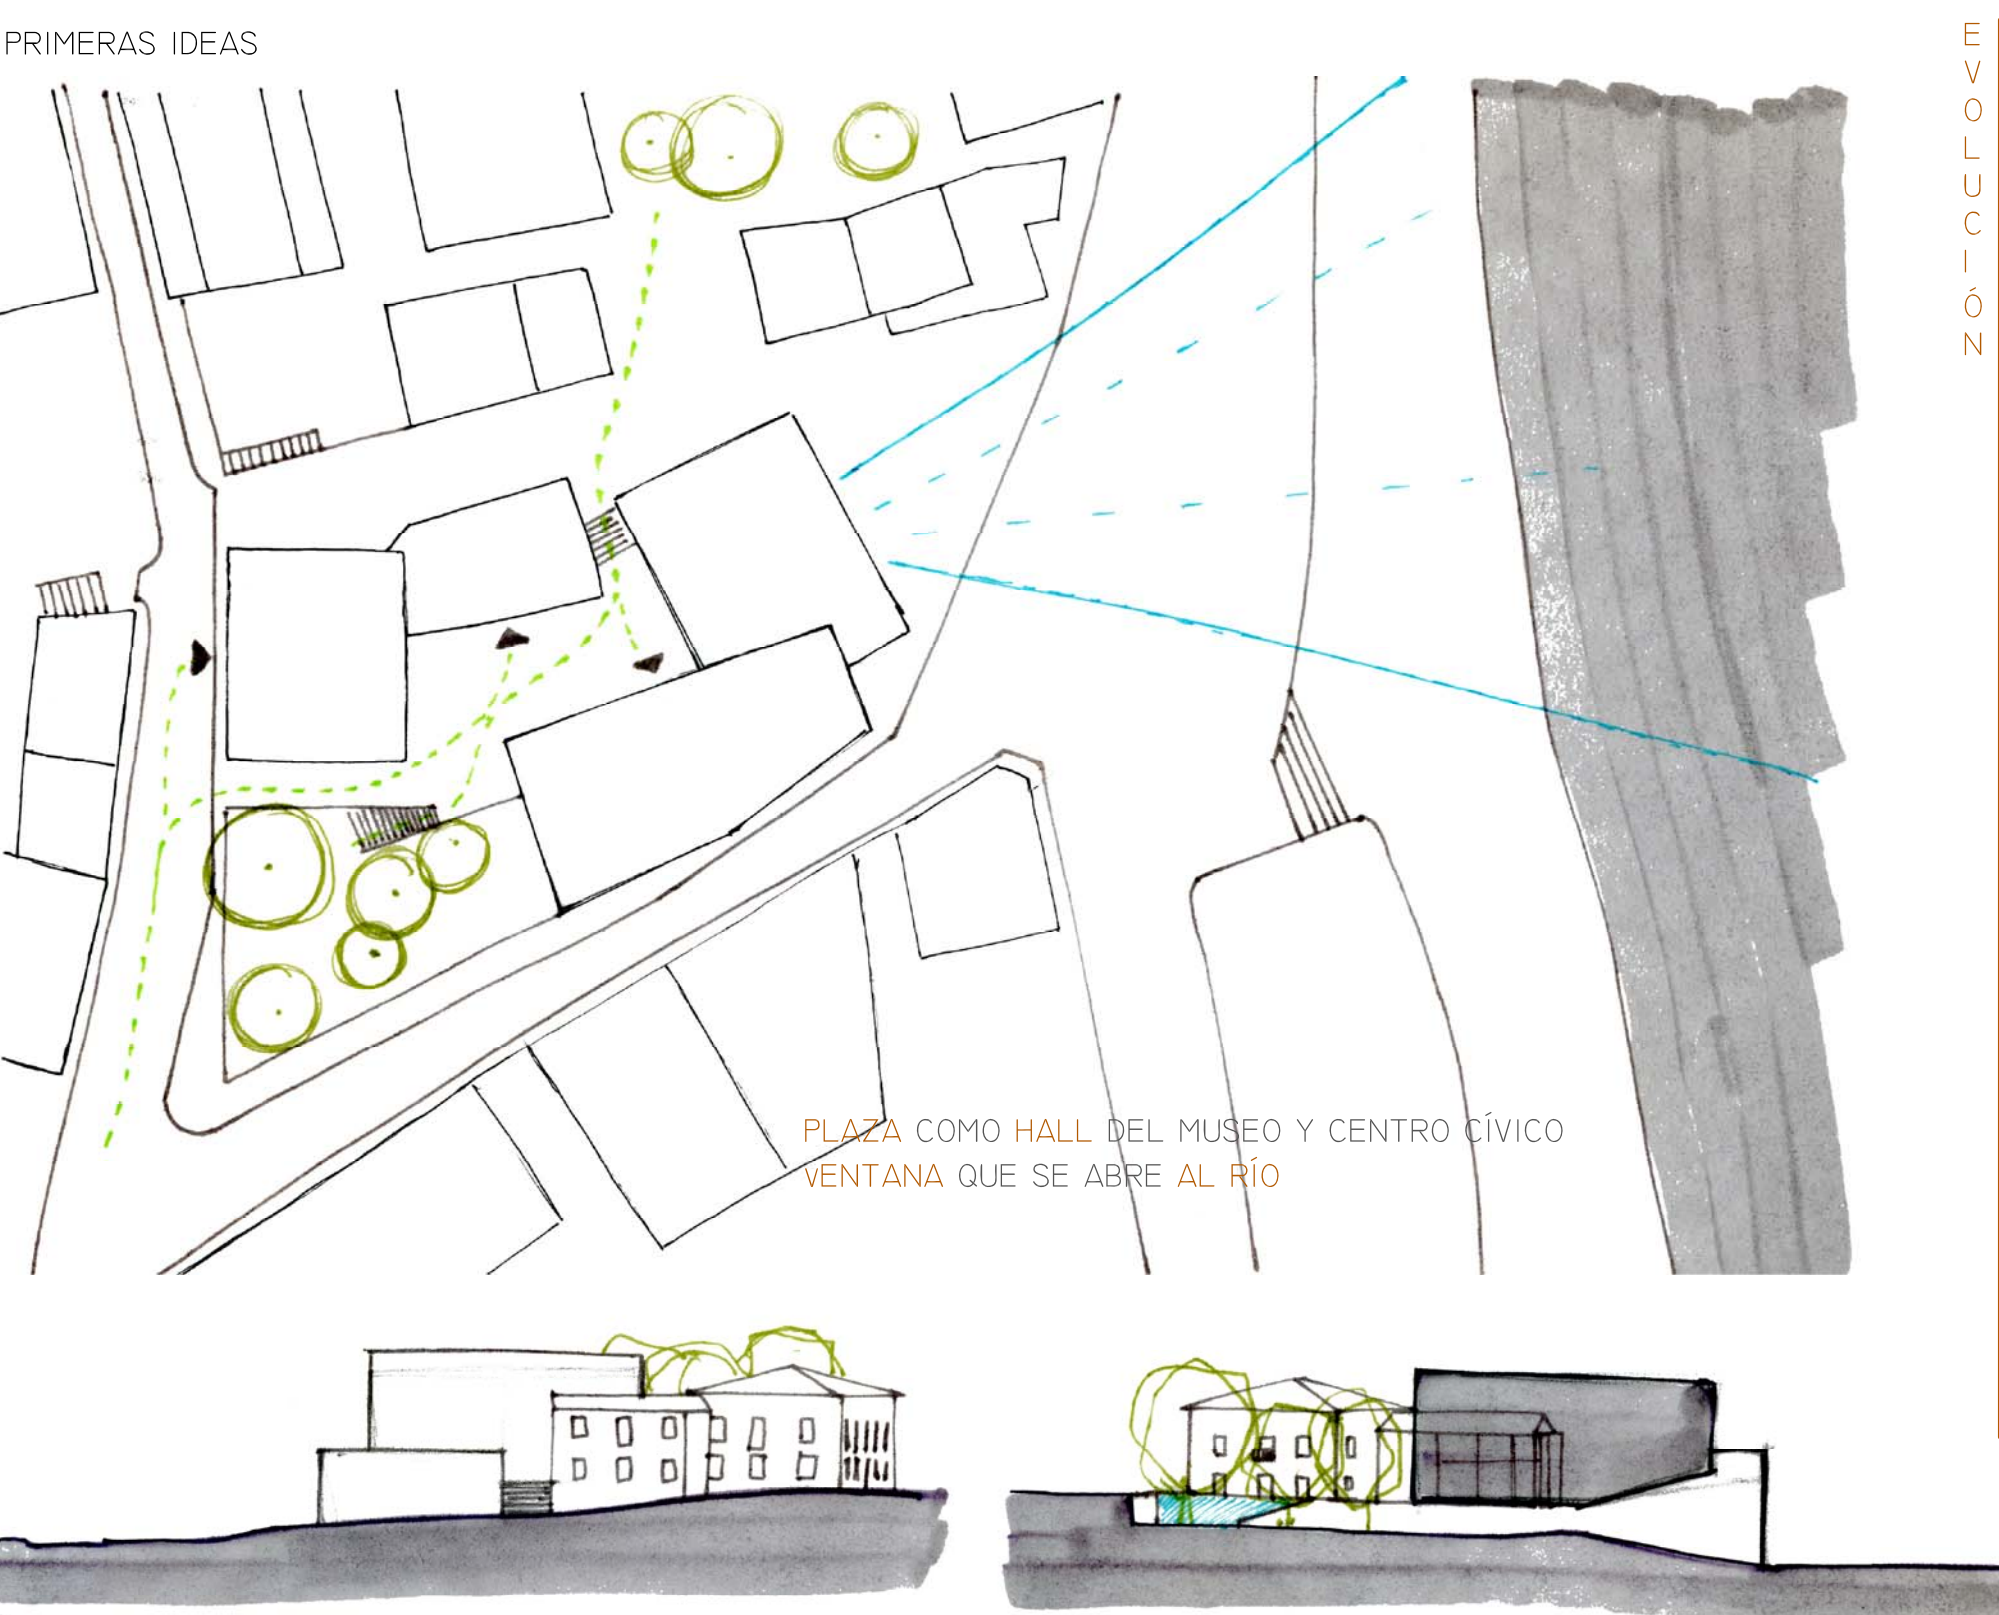 PRIMERAS IDEAS
EVOLUCIÓN
PLAZA COMO HALL DEL MUSEO Y CENTRO CÍVICO
VENTANA QUE SE ABRE AL RÍO